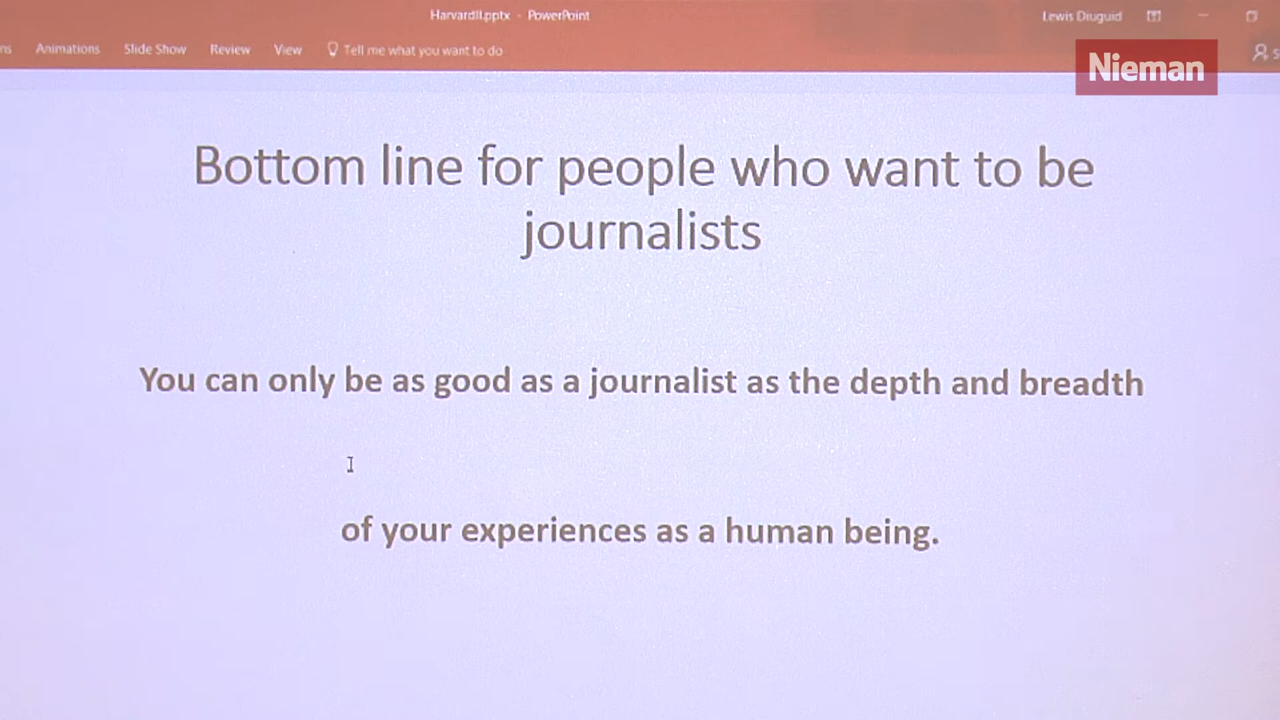 HarvardII.pptx - PowerPoint
Lewis Diuguid
ns Animations Slide Show Review View Tell me what you want to do
Nieman
Bottom line for people who want to be
journalists
You can only be as good as a journalist as the depth and breadth
of your experiences as a human being.